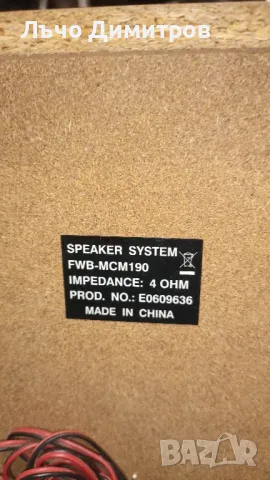 Лъчо Димитров
SPEAKER SYSTEM
FWB-MCM190
IMPEDANCE: 4 OHM
PROD. NO.: E0609636
MADE IN CHINA
bazar